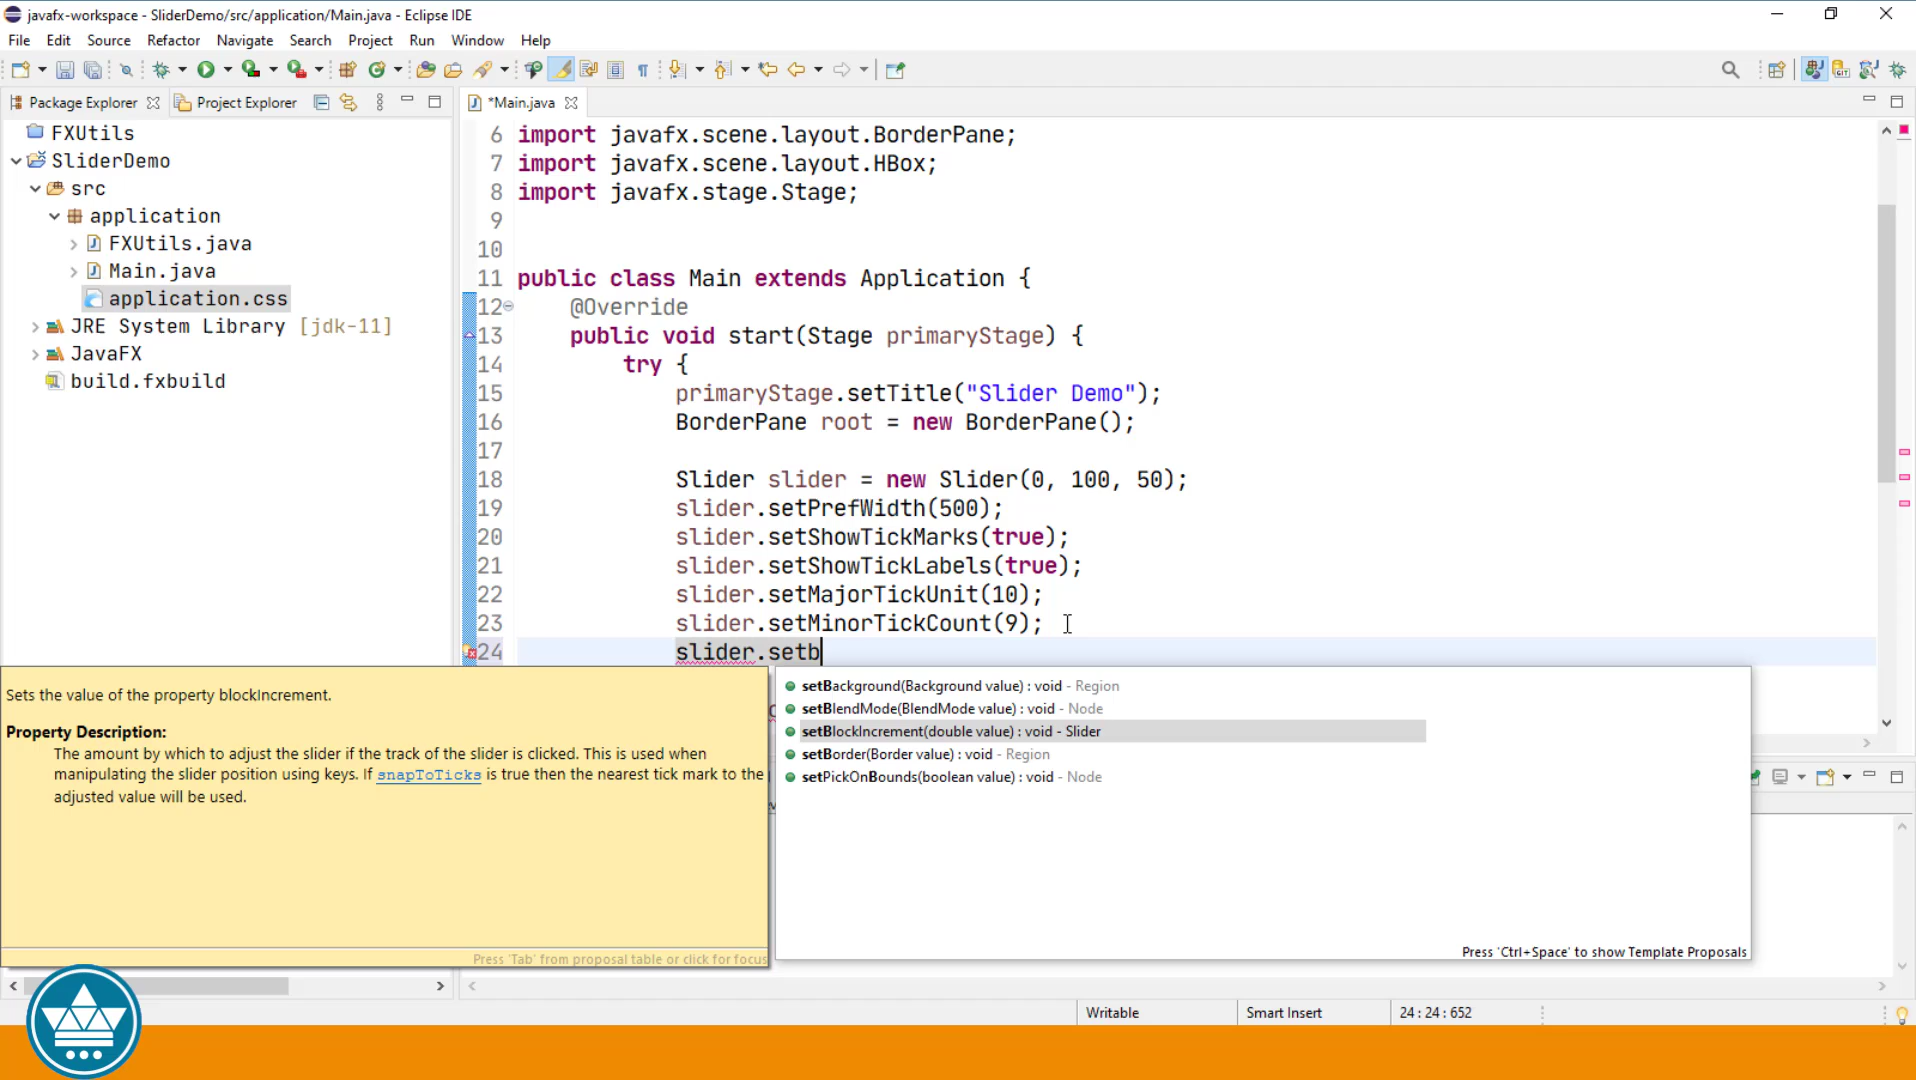 javafx-workspace - SliderDemo/src/application/Main.java - Eclipse IDE
File Edit Source Refactor Navigate Search Project Run Window Help
Package Explorer Project Explorer
*Main.java
FXUtils
SliderDemo
src
application
FXUtils.java
Main.java
application.css
JRE System Library [jdk-11]
JavaFX
build.fxbuild
6 import javafx.scene.layout.BorderPane;
7 import javafx.scene.layout.HBox;
8 import javafx.stage.Stage;
9
10
11 public class Main extends Application {
12 @Override
13 public void start(Stage primaryStage) {
14 try {
15 primaryStage.setTitle("Slider Demo");
16 BorderPane root = new BorderPane();
17
18 Slider slider = new Slider(0, 100, 50);
19 slider.setPrefWidth(500);
20 slider.setShowTickMarks(true);
21 slider.setShowTickLabels(true);
22 slider.setMajorTickUnit(10);
23 slider.setMinorTickCount(9);
24 slider.setb
Sets the value of the property blockIncrement.
Property Description:
The amount by which to adjust the slider if the track of the slider is clicked. This is used when
manipulating the slider position using keys. If snapToTicks is true then the nearest tick mark to the
adjusted value will be used.
Press 'Tab' from proposal table or click for focus
setBackground(Background value) : void - Region
setBlendMode(BlendMode value) : void - Node
setBlockIncrement(double value) : void - Slider
setBorder(Border value) : void - Region
setPickOnBounds(boolean value) : void - Node
Press 'Ctrl+Space' to show Template Proposals
Writable Smart Insert 24 : 24 : 652